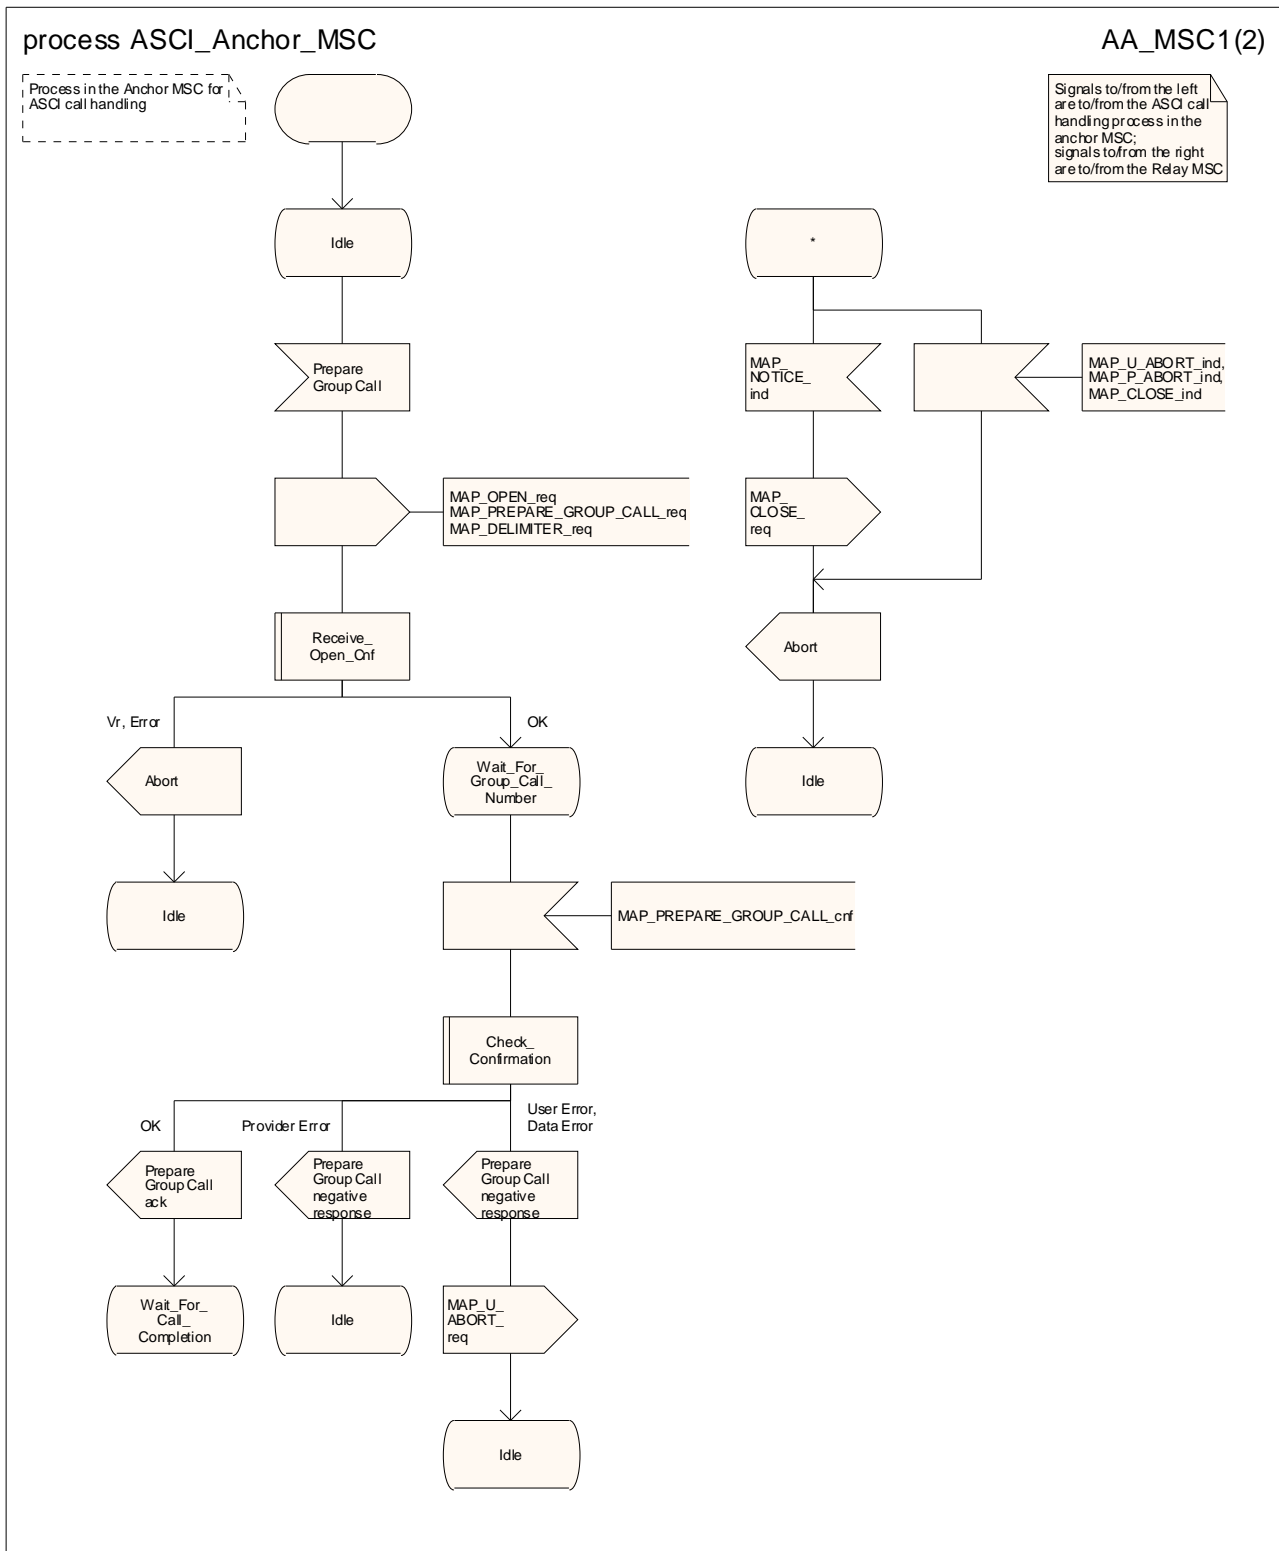 process ASCI_Anchor_MSC
AA_MSC1(2)
Process in the Anchor MSC for
ASCI call handling
Signals to/from the left
are to/from the ASCI call
handling process in the
anchor MSC;
signals to/from the right
are to/from the Relay MSC
Idle
*
Prepare
Group Call
MAP_
NOTICE_
ind
MAP_U_ABORT_ind,
MAP_P_ABORT_ind,
MAP_CLOSE_ind
MAP_OPEN_req
MAP_PREPARE_GROUP_CALL_req
MAP_DELIMITER_req
MAP_
CLOSE_
req
Receive_
Open_Cnf
Abort
Vr, Error
OK
Abort
Wait_For_
Group_Call_
Number
Idle
Idle
MAP_PREPARE_GROUP_CALL_cnf
Check_
Confirmation
OK
Provider Error
User Error,
Data Error
Prepare
Group Call
ack
Prepare
Group Call
negative
response
Prepare
Group Call
negative
response
Wait_For_
Call_
Completion
Idle
MAP_U_
ABORT_
req
Idle